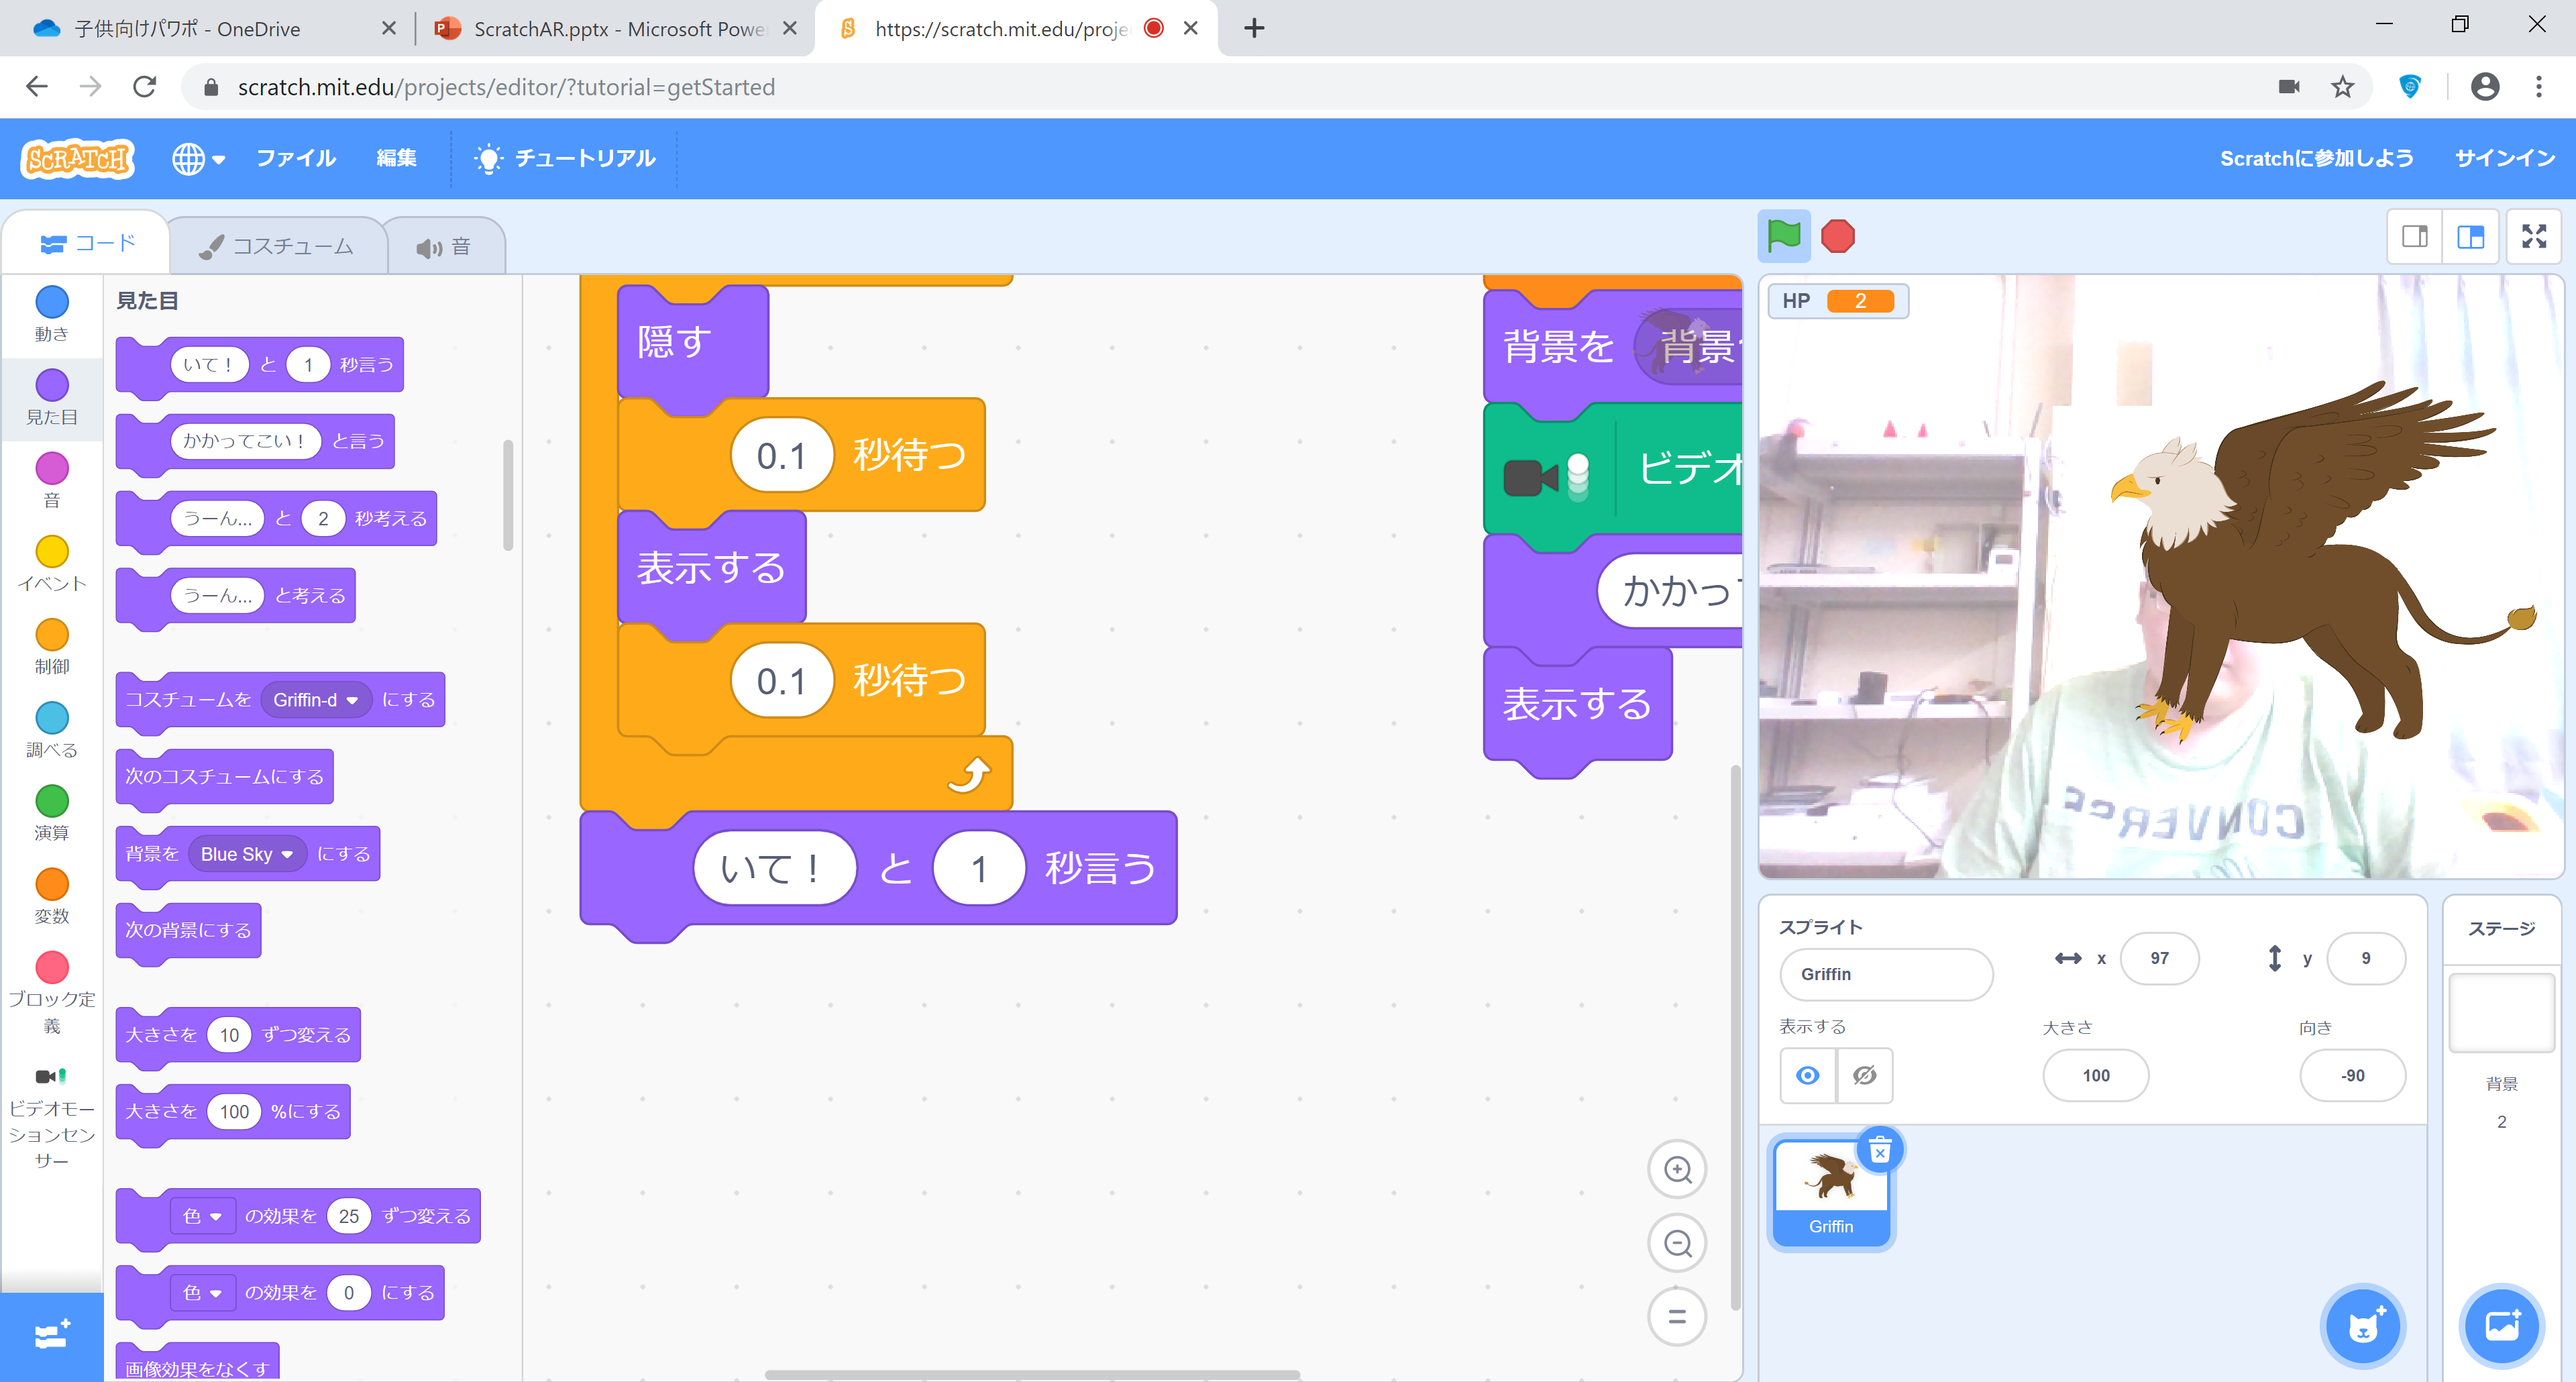 子供向けパワポ - OneDrive
ScratchAR.pptx - Microsoft Powe
https://scratch.mit.edu/proje
scratch.mit.edu/projects/editor/?tutorial=getStarted
SCRATCH
ファイル
編集
チュートリアル
Scratchに参加しよう
サインイン
コード
コスチューム
音
動き
見た目
音
イベント
制御
調べる
演算
変数
ブロック定
義
ビデオモー
ションセン
サー
見た目
いて! と 1 秒言う
かかってこい! と言う
うーん... と 2 秒考える
うーん... と考える
コスチュームを Griffin-d にする
次のコスチュームにする
背景を Blue Sky にする
次の背景にする
大きさを 10 ずつ変える
大きさを 100 %にする
色 の効果を 25 ずつ変える
色 の効果を 0 にする
画像効果をなくす
隠す
0.1 秒待つ
表示する
0.1 秒待つ
いて! と 1 秒言う
背景を 背景
ビデオ
かかっ
表示する
HP 2
CONVERSE
スプライト
Griffin
x 97
y 9
表示する
大きさ
100
向き
-90
Griffin
ステージ
背景
2